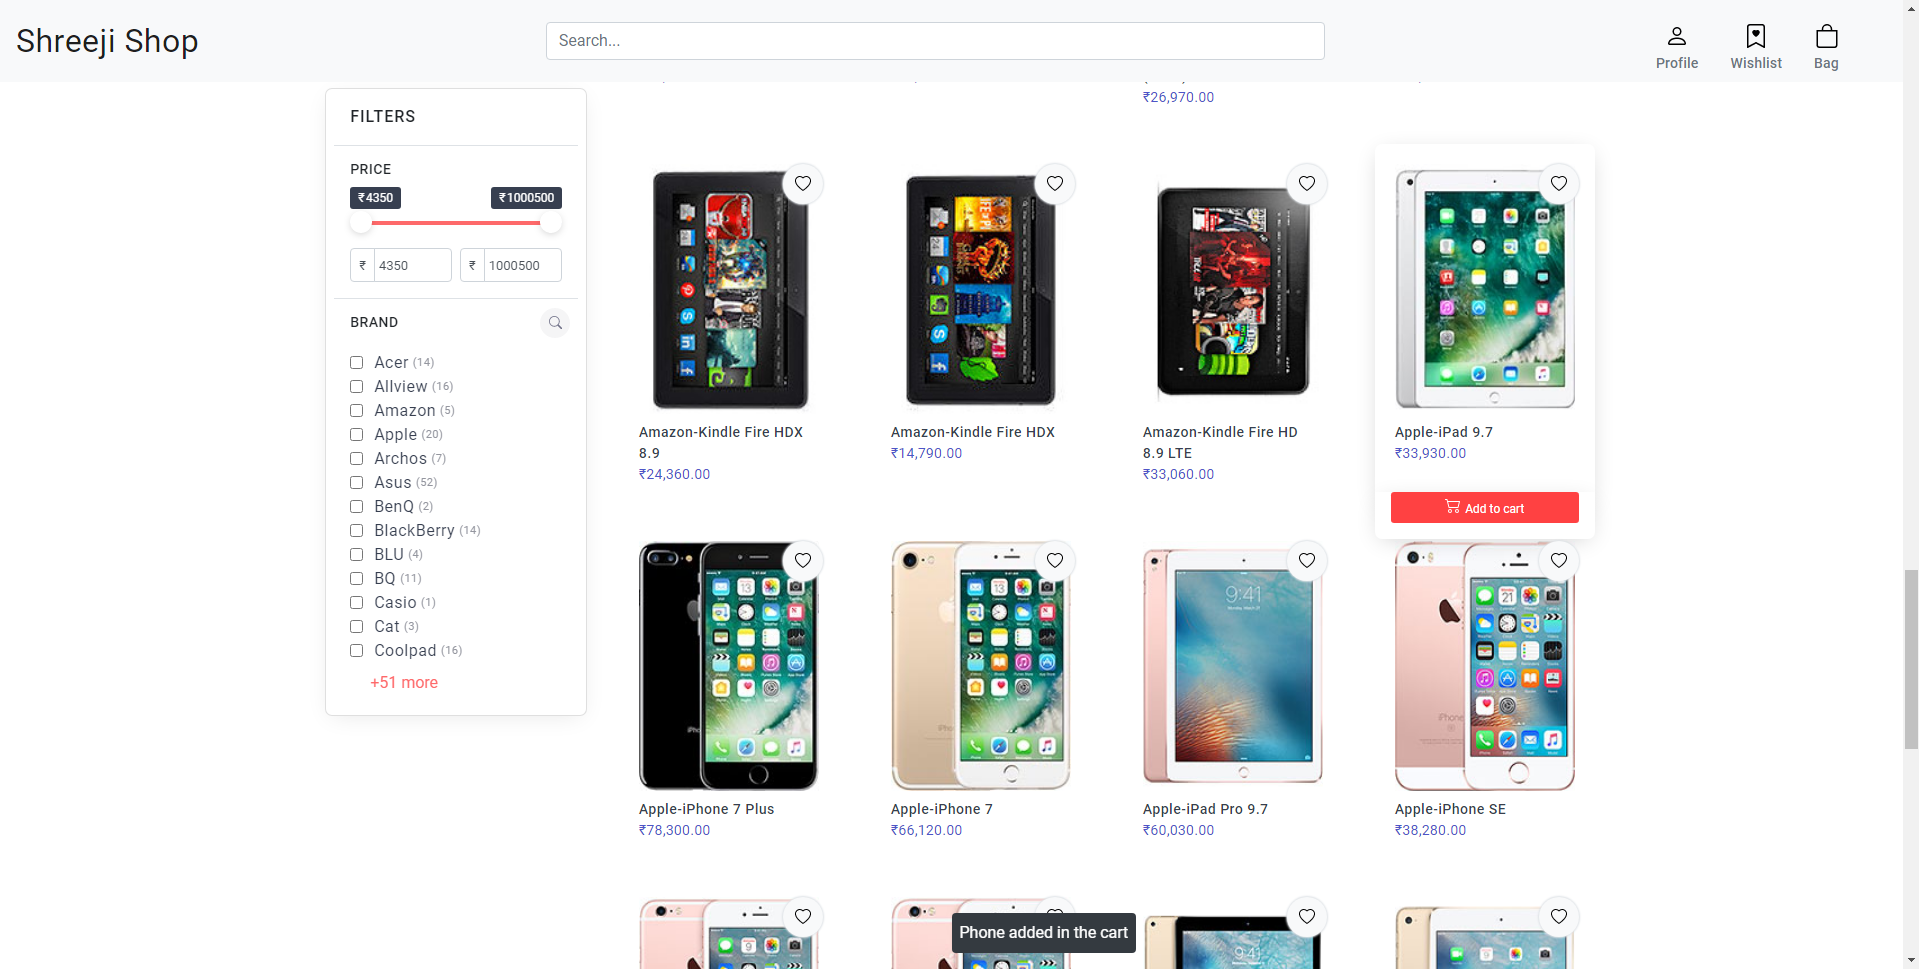 Shreeji Shop
Search...
Profile
Wishlist
Bag
₹26,970.00
FILTERS
PRICE
₹4350
₹1000500
₹ 4350
₹ 1000500
BRAND
Acer (14)
Allview (16)
Amazon (5)
Apple (20)
Archos (7)
Asus (52)
BenQ (2)
BlackBerry (14)
BLU (4)
BQ (11)
Casio (1)
Cat (3)
Coolpad (16)
+51 more
Amazon-Kindle Fire HDX
8.9
₹24,360.00
Amazon-Kindle Fire HDX
₹14,790.00
Amazon-Kindle Fire HD
8.9 LTE
₹33,060.00
Apple-iPad 9.7
₹33,930.00
Add to cart
9:41
Apple-iPhone 7 Plus
₹78,300.00
Apple-iPhone 7
₹66,120.00
Apple-iPad Pro 9.7
₹60,030.00
Apple-iPhone SE
₹38,280.00
9:41
Phone added in the cart